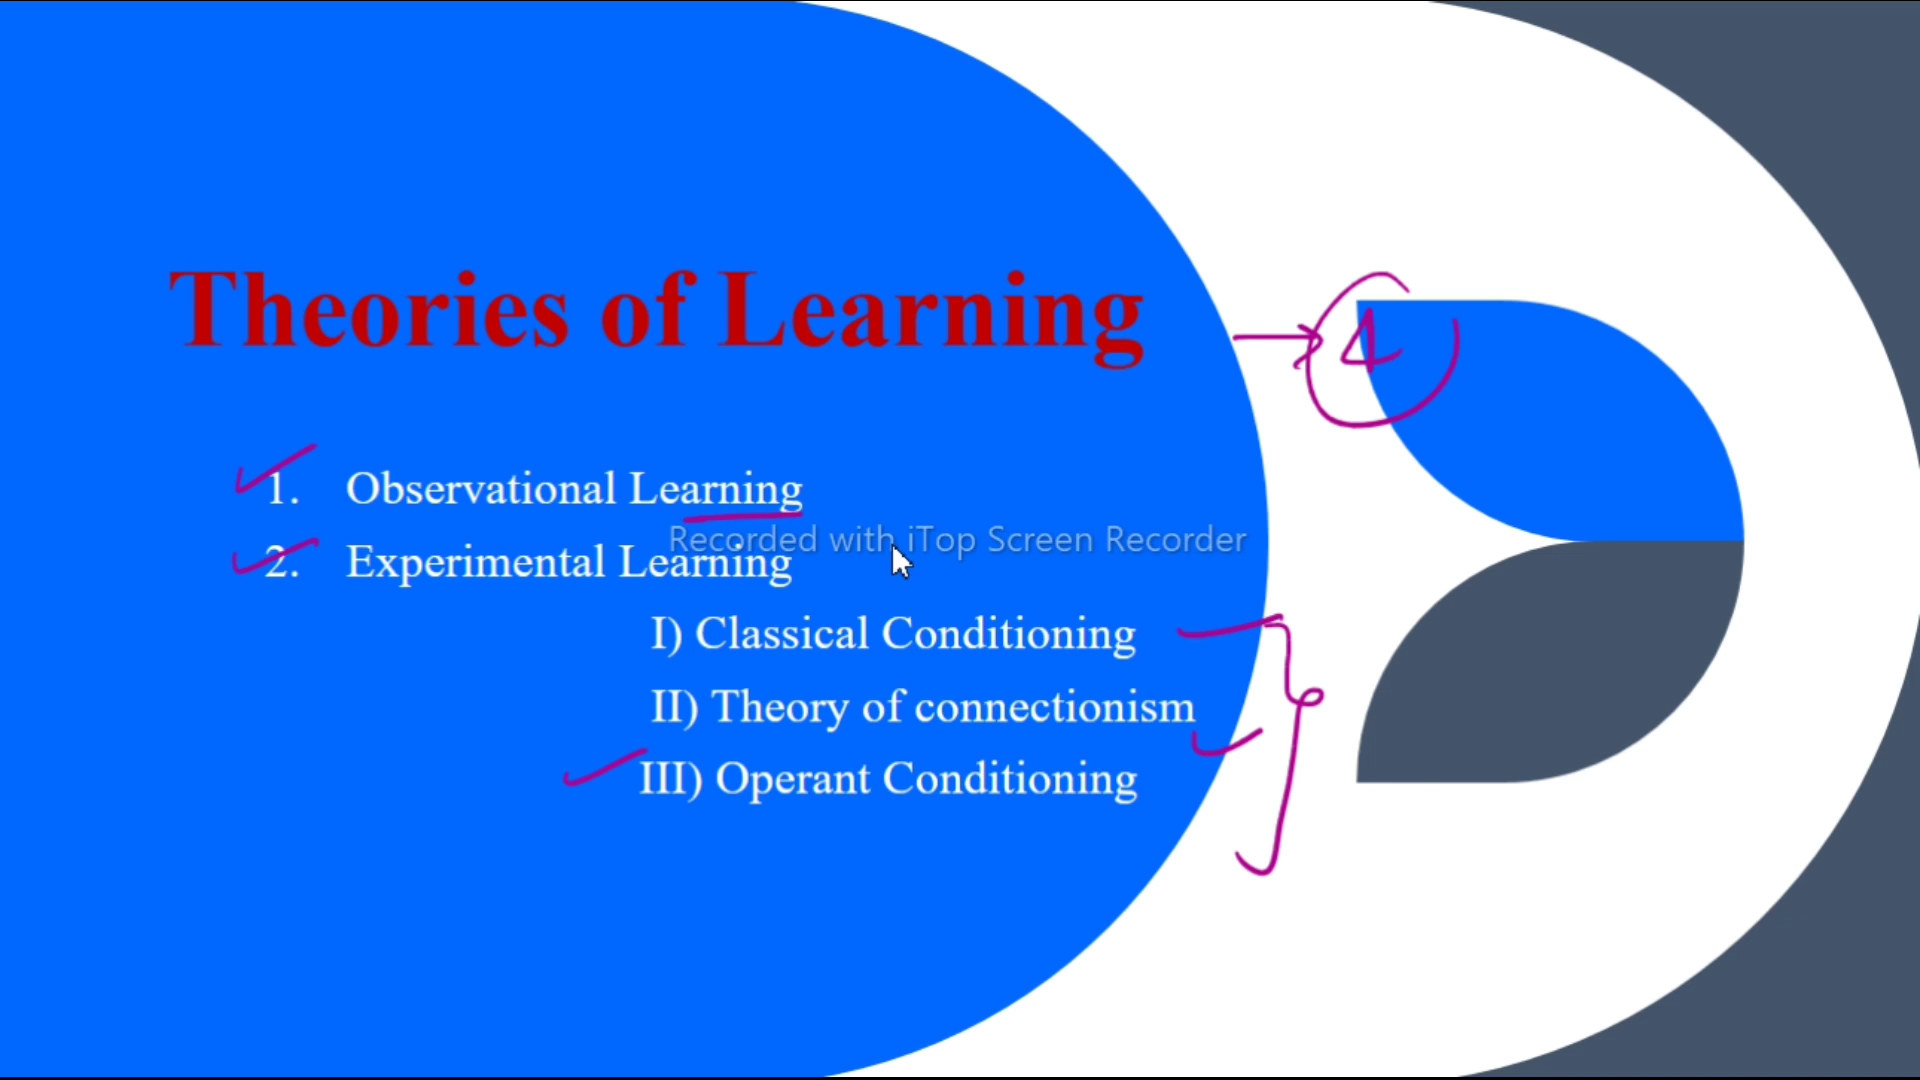 Theories of Learning
4
1. Observational Learning
Recorded with iTop Screen Recorder
2. Experimental Learning
I) Classical Conditioning
II) Theory of connectionism
III) Operant Conditioning